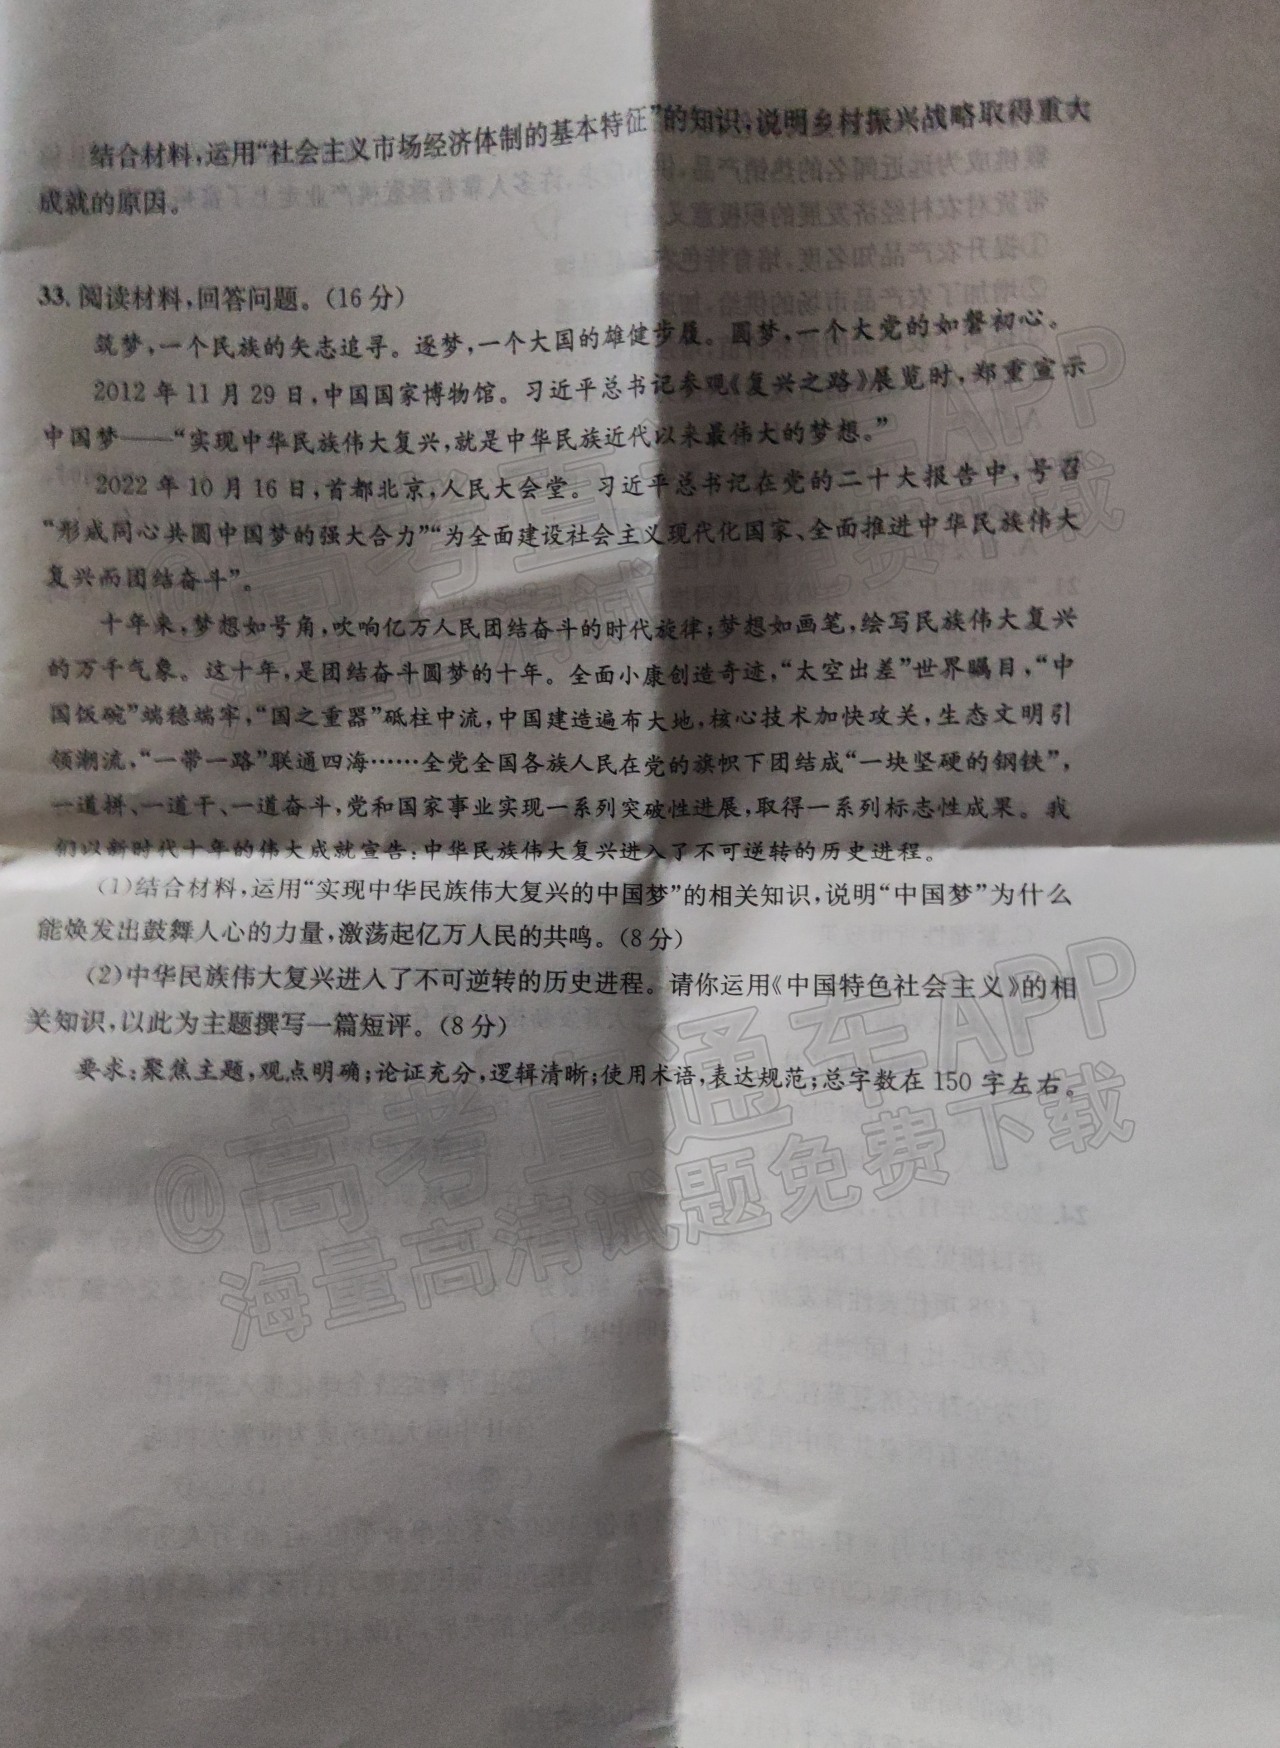 结合材料,运用“社会主义市场经济体制的基本特征”的知识,说明乡村振兴战略取得重大
成就的原因。
33. 阅读材料,回答问题。(16分)
筑梦,一个民族的矢志追寻。逐梦,一个大国的雄健步履。圆梦,一个大党的如磐初心。
2012年11月29日,中国国家博物馆。习近平总书记参观《复兴之路》展览时,郑重宣示
中国梦——“实现中华民族伟大复兴,就是中华民族近代以来最伟大的梦想。”
2022年10月16日,首都北京,人民大会堂。习近平总书记在党的二十大报告中,号召
“形成同心共圆中国梦的强大合力”“为全面建设社会主义现代化国家、全面推进中华民族伟大
复兴而团结奋斗”。
十年来,梦想如号角,吹响亿万人民团结奋斗的时代旋律;梦想如画笔,绘写民族伟大复兴
的万千气象。这十年,是团结奋斗圆梦的十年。全面小康创造奇迹,“太空出差”世界瞩目,“中
国饭碗”端稳端牢,“国之重器”砥柱中流,中国建造遍布大地,核心技术加快攻关,生态文明引
领潮流,“一带一路”联通四海……全党全国各族人民在党的旗帜下团结成“一块坚硬的钢铁”,
一道拼、一道干、一道奋斗,党和国家事业实现一系列突破性进展,取得一系列标志性成果。我
们以新时代十年的伟大成就宣告:中华民族伟大复兴进入了不可逆转的历史进程。
(1)结合材料,运用“实现中华民族伟大复兴的中国梦”的相关知识,说明“中国梦”为什么
能焕发出鼓舞人心的力量,激荡起亿万人民的共鸣。(8分)
(2)中华民族伟大复兴进入了不可逆转的历史进程。请你运用《中国特色社会主义》的相
关知识,以此为主题撰写一篇短评。(8分)
要求:聚焦主题,观点明确;论证充分,逻辑清晰;使用术语,表达规范;总字数在150字左右。
@高考直通车APP
海量高清试题免费下载